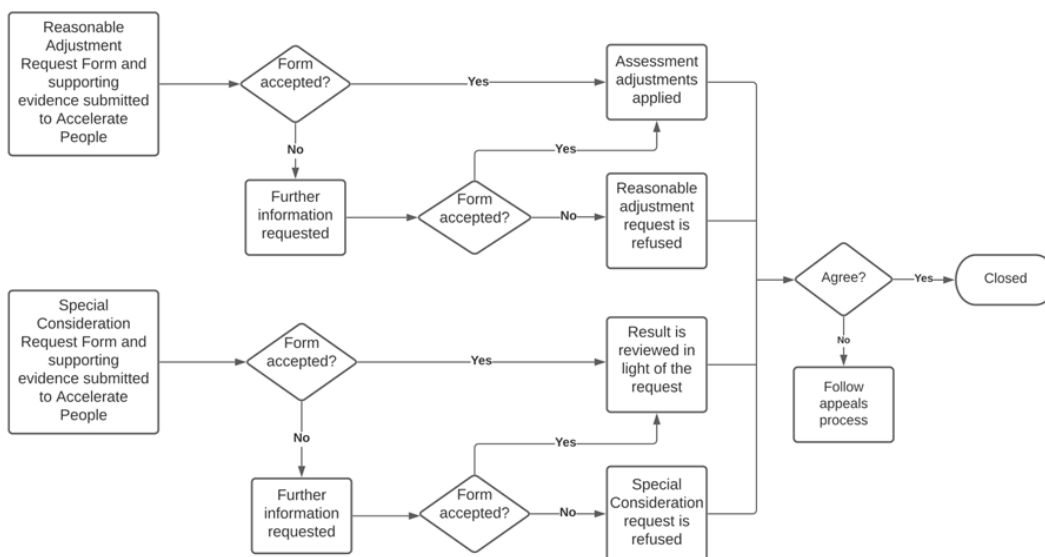 Reasonable
Adjustment
Request Form and
supporting
evidence submitted
to Accelerate
People
Form
accepted?
Yes
Assessment
adjustments
applied
No
Yes
Further
information
requested
Form
accepted?
No
Reasonable
adjustment
request is
refused
Agree?
Yes
Closed
Special
Consideration
Request Form and
supporting
evidence submitted
to Accelerate
People
Form
accepted?
Yes
Result is
reviewed in
light of the
request
No
Follow
appeals
process
No
Yes
Further
information
requested
Form
accepted?
No
Special
Consideration
request is
refused